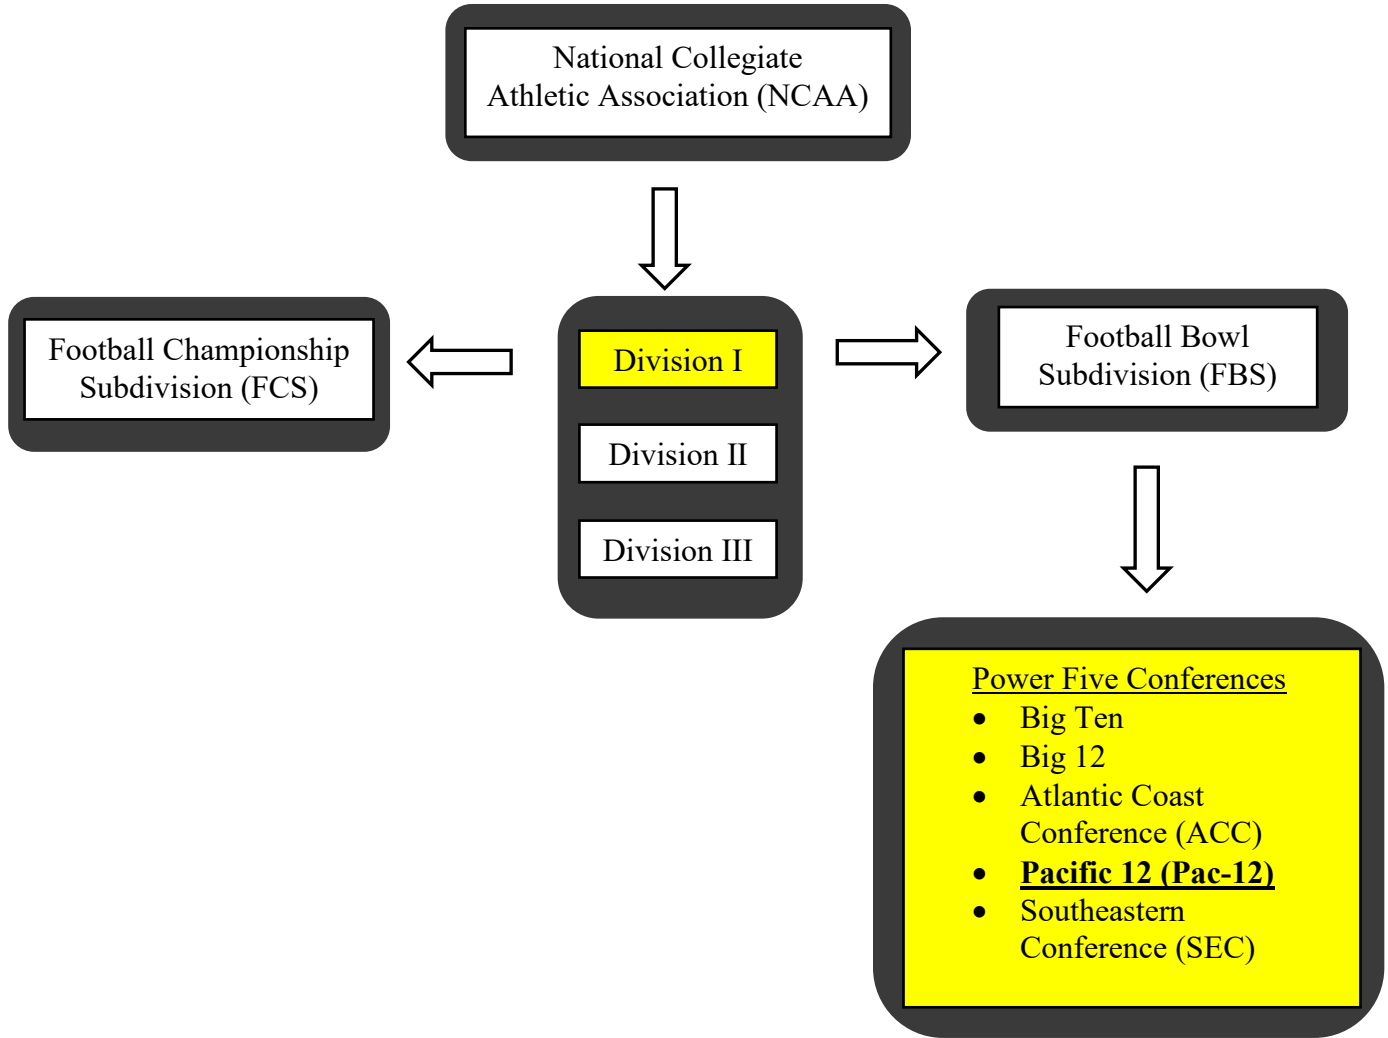 National Collegiate
Athletic Association (NCAA)
Football Championship
Subdivision (FCS)
Division I
Division II
Division III
Football Bowl
Subdivision (FBS)
Power Five Conferences
• Big Ten
• Big 12
• Atlantic Coast
Conference (ACC)
• Pacific 12 (Pac-12)
• Southeastern
Conference (SEC)